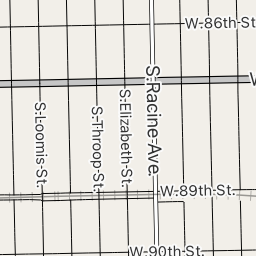 W 86th St
S. Racine Ave.
S. Elizabeth St.
S. Throop St.
S. Loomis St.
W. 89th St.
W. 90th St.